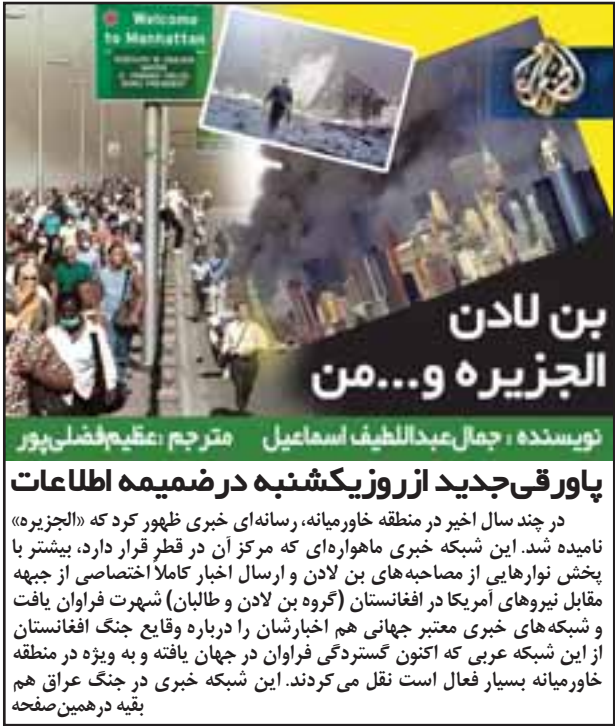 Welcome
to Manhattan
بن لادن
الجزیره و...من
نویسنده : جمال‌عبداللطیف اسماعیل مترجم :عظیم‌فضلی‌پور
پاورقی‌جدید ازروزیکشنبه درضمیمه اطلاعات
در چند سال اخیر در منطقه خاورمیانه، رسانه‌ای خبری ظهور کرد که «الجزیره»
نامیده شد. این شبکه خبری ماهواره‌ای که مرکز آن در قطر قرار دارد، بیشتر با
پخش نوارهایی از مصاحبه‌های بن لادن و ارسال اخبار کاملاً اختصاصی از جبهه
مقابل نیروهای آمریکا در افغانستان (گروه بن لادن و طالبان) شهرت فراوان یافت
و شبکه‌های خبری معتبر جهانی هم اخبارشان را درباره وقایع جنگ افغانستان
از این شبکه عربی که اکنون گستردگی فراوان در جهان یافته و به ویژه در منطقه
خاورمیانه بسیار فعال است نقل می‌کردند. این شبکه خبری در جنگ عراق هم
بقیه درهمین‌صفحه